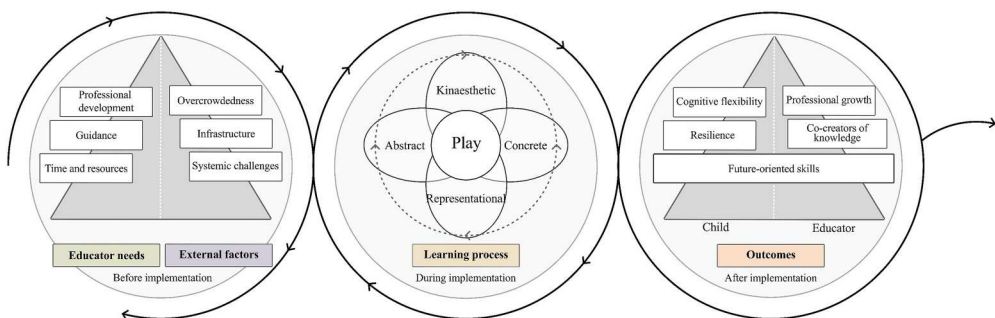 Professional
development
Guidance
Time and resources
Overcrowdedness
Infrastructure
Systemic challenges
Educator needs
External factors
Before implementation
Kinaesthetic
Abstract
Play
Concrete
Representational
Learning process
During implementation
Cognitive flexibility
Resilience
Professional growth
Co-creators of
knowledge
Future-oriented skills
Child
Educator
Outcomes
After implementation